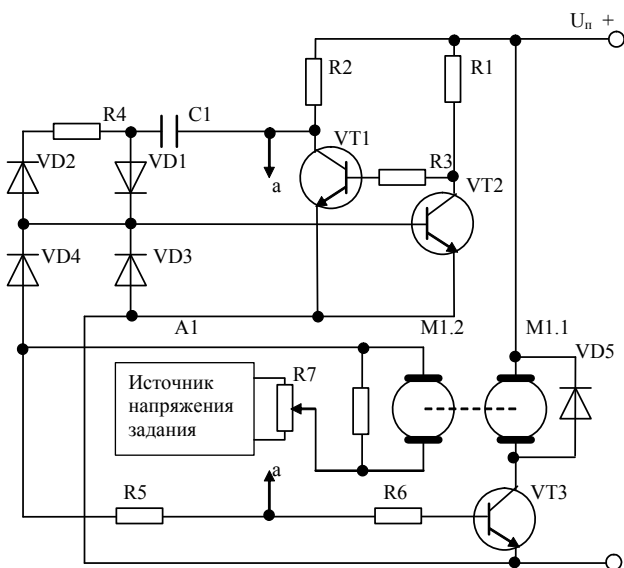 Uп +
R2
R1
R4
C1
VT1
VD2
VD1
R3
a
VT2
VD4
VD3
A1
M1.2
M1.1
VD5
Источник
напряжения
задания
R7
a
R5
R6
VT3